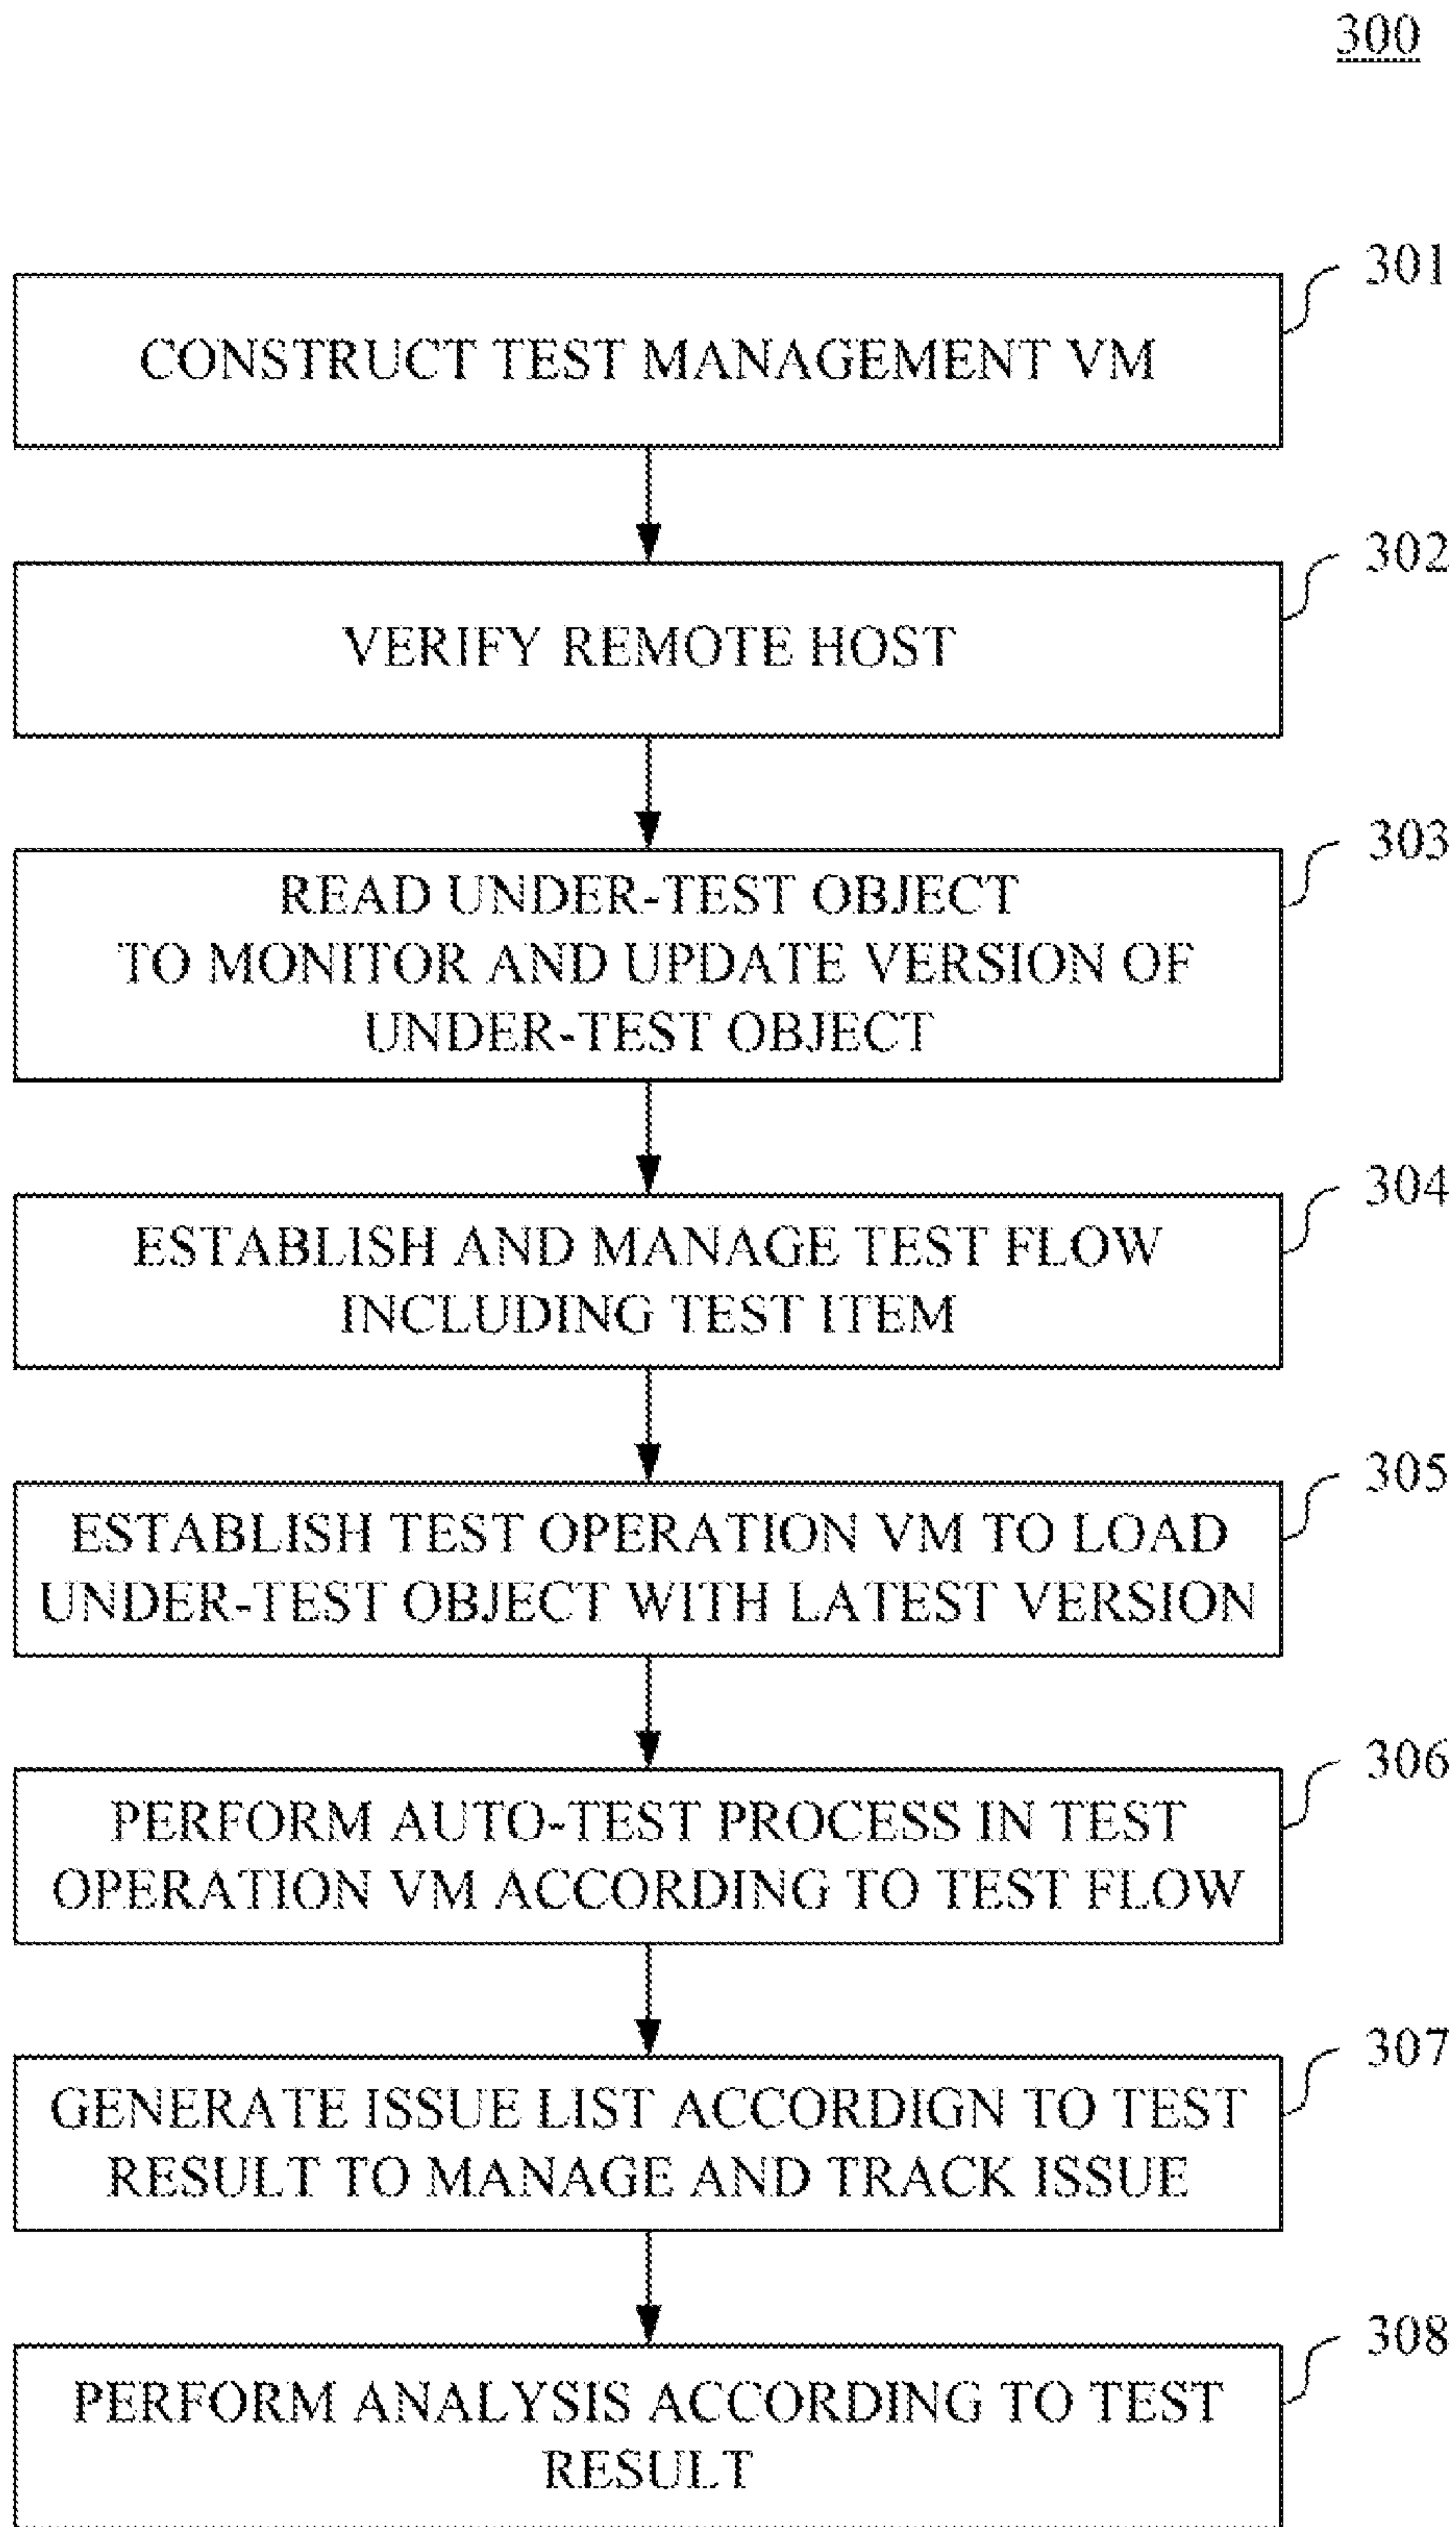 300
301
CONSTRUCT TEST MANAGEMENT VM
302
VERIFY REMOTE HOST
303
READ UNDER-TEST OBJECT
TO MONITOR AND UPDATE VERSION OF
UNDER-TEST OBJECT
304
ESTABLISH AND MANAGE TEST FLOW
INCLUDING TEST ITEM
305
ESTABLISH TEST OPERATION VM TO LOAD
UNDER-TEST OBJECT WITH LATEST VERSION
306
PERFORM AUTO-TEST PROCESS IN TEST
OPERATION VM ACCORDING TO TEST FLOW
307
GENERATE ISSUE LIST ACCORDIGN TO TEST
RESULT TO MANAGE AND TRACK ISSUE
308
PERFORM ANALYSIS ACCORDING TO TEST
RESULT